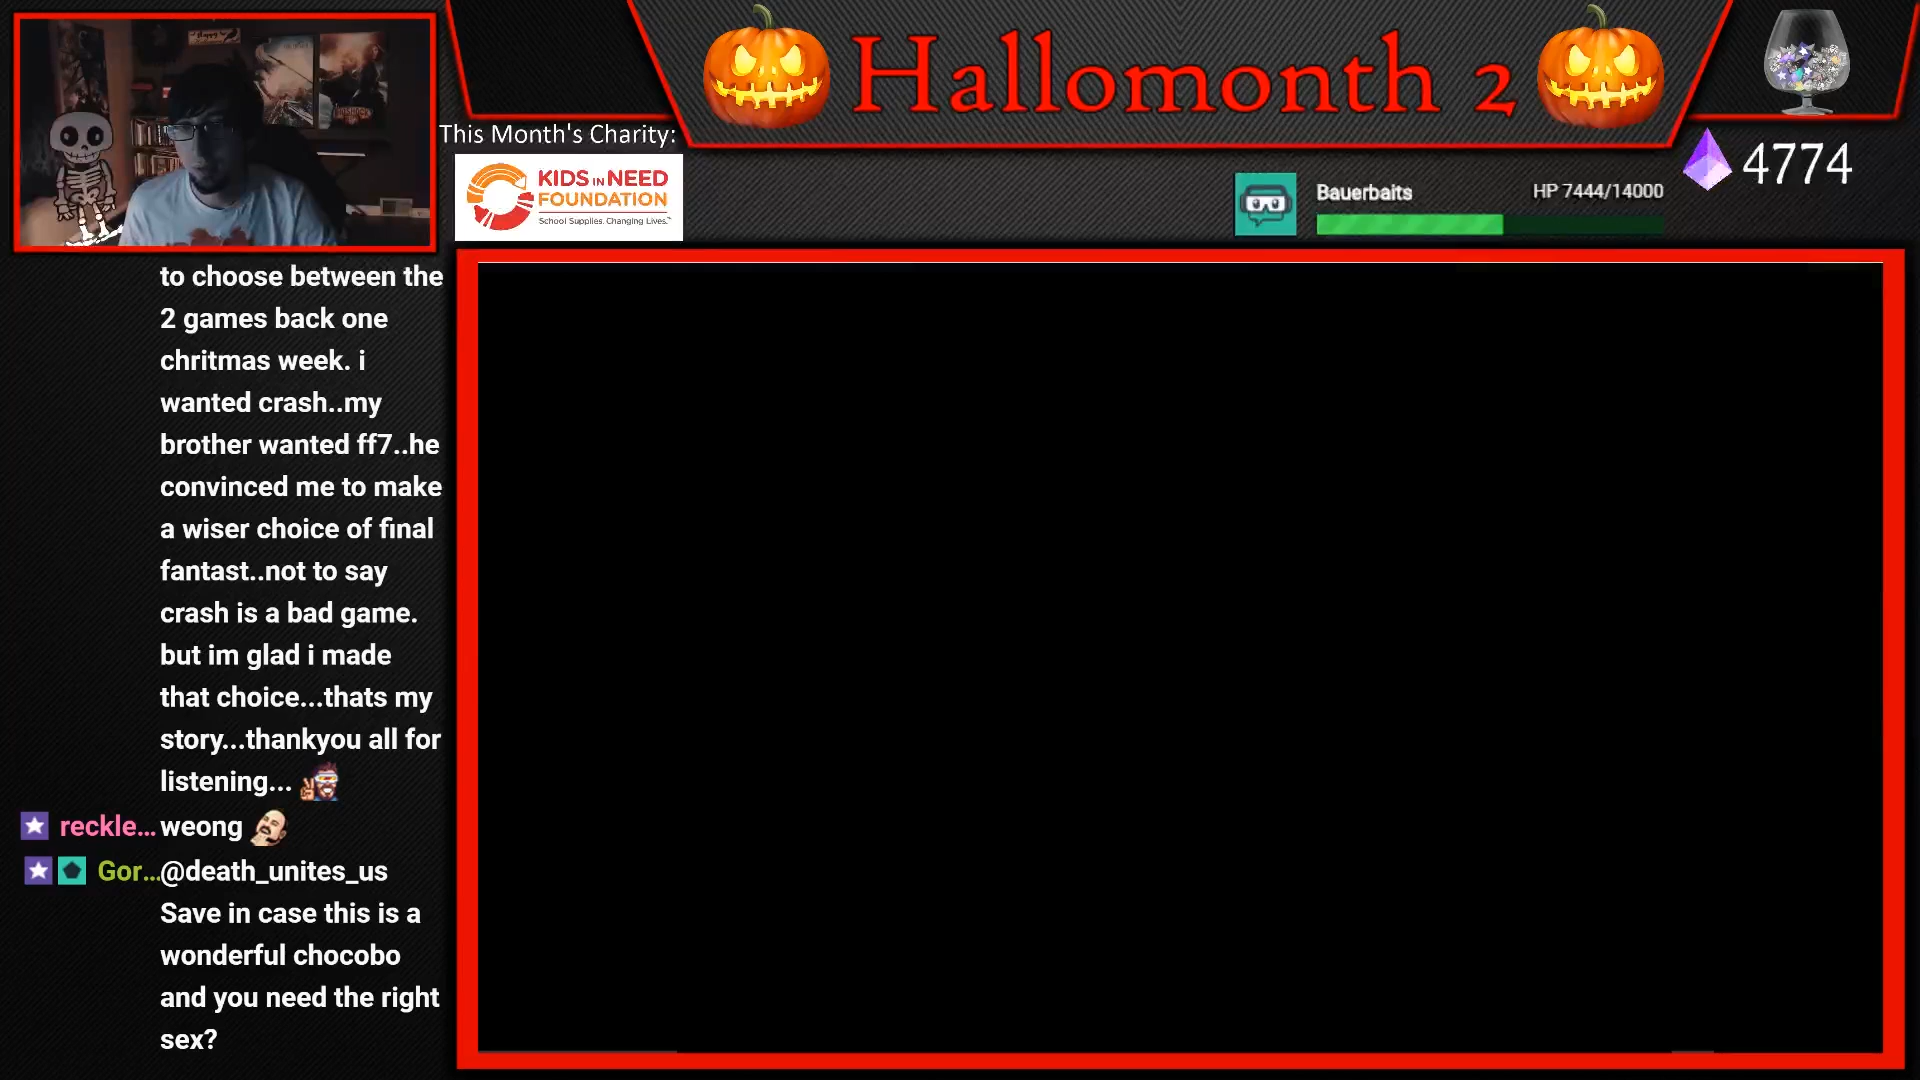 Hallomonth 2
This Month's Charity:
KIDS IN NEED
FOUNDATION
School Supplies. Changing Lives.™
4774
Bauerbaits HP 7444/14000
to choose between the
2 games back one
chritmas week. i
wanted crash..my
brother wanted ff7..he
convinced me to make
a wiser choice of final
fantast..not to say
crash is a bad game.
but im glad i made
that choice...thats my
story...thankyou all for
listening...
reckle... weong
Gor... @death_unites_us
Save in case this is a
wonderful chocobo
and you need the right
sex?